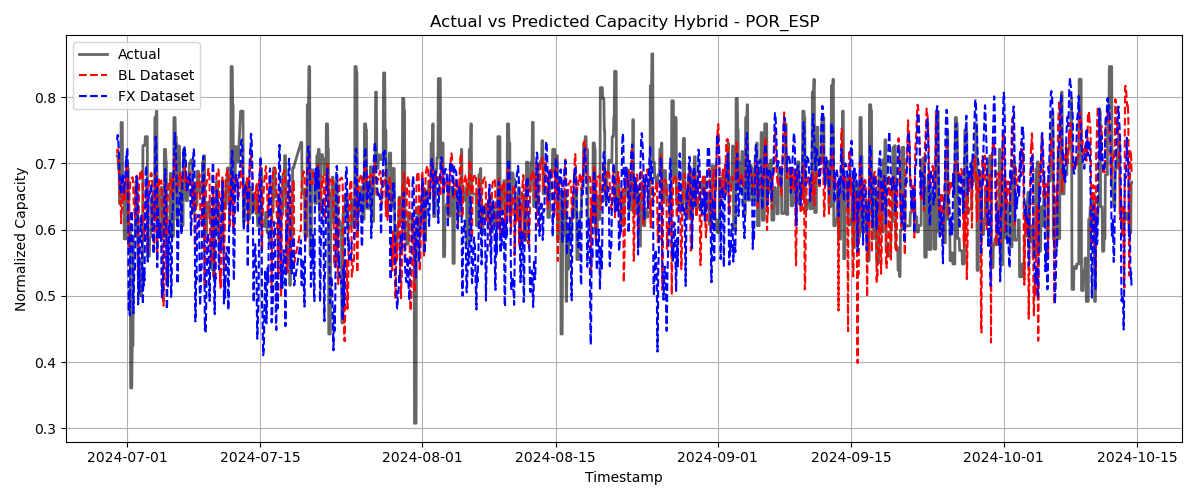 Actual vs Predicted Capacity Hybrid - POR_ESP
Actual
BL Dataset
FX Dataset
Normalized Capacity
0.8
0.7
0.6
0.5
0.4
0.3
2024-07-01
2024-07-15
2024-08-01
2024-08-15
2024-09-01
2024-09-15
2024-10-01
2024-10-15
Timestamp